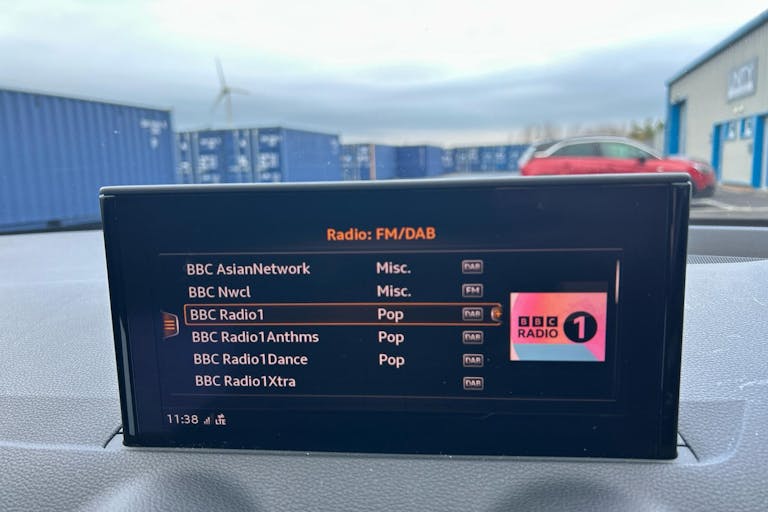 Radio: FM/DAB
BBC AsianNetwork Misc. DAB
BBC Nwcl Misc. FM
BBC Radio1 Pop DAB
BBC Radio1Anthms Pop DAB
BBC Radio1Dance Pop DAB
BBC Radio1Xtra DAB
BBC
RADIO 1
11:38 LTE